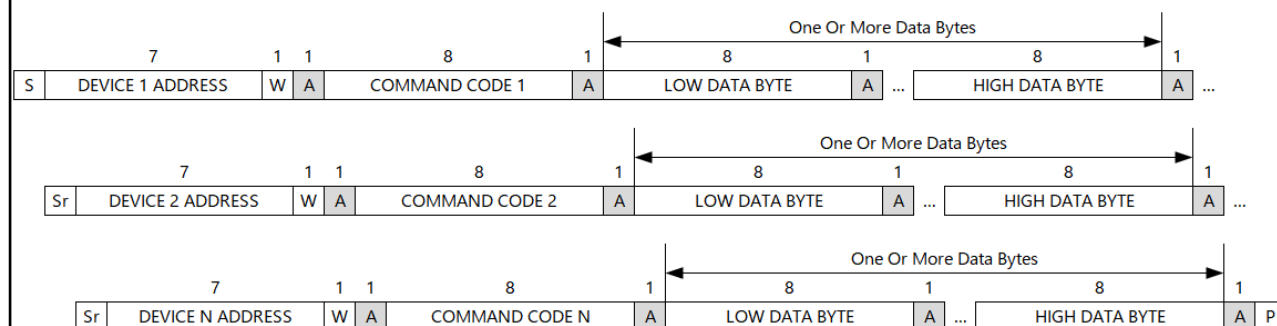 One Or More Data Bytes
7 1 1 8 1 8 1 8 1
S DEVICE 1 ADDRESS W A COMMAND CODE 1 A LOW DATA BYTE A ... HIGH DATA BYTE A ...
One Or More Data Bytes
7 1 1 8 1 8 1 8 1
Sr DEVICE 2 ADDRESS W A COMMAND CODE 2 A LOW DATA BYTE A ... HIGH DATA BYTE A ...
One Or More Data Bytes
7 1 1 8 1 8 1 8 1
Sr DEVICE N ADDRESS W A COMMAND CODE N A LOW DATA BYTE A ... HIGH DATA BYTE A P